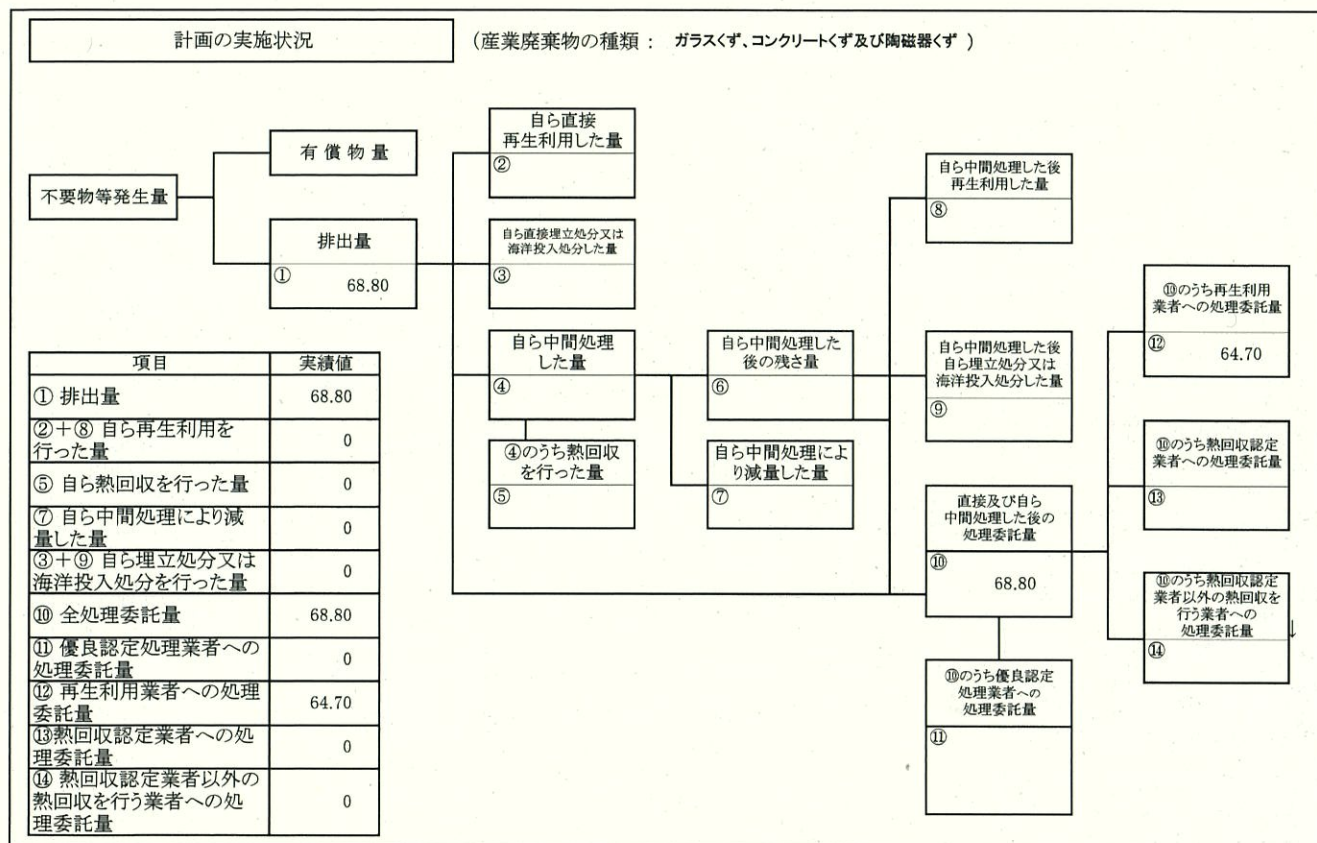 計画の実施状況
(産業廃棄物の種類： ガラスくず、コンクリートくず及び陶磁器くず )
不要物等発生量
有償物量
排出量
① 68.80
自ら直接
再生利用した量
②
自ら直接埋立処分又は
海洋投入処分した量
③
自ら中間処理
した量
④
④のうち熱回収
を行った量
⑤
自ら中間処理した
後の残さ量
⑥
自ら中間処理によ
り減量した量
⑦
自ら中間処理した後
再生利用した量
⑧
自ら中間処理した後
自ら埋立処分又は
海洋投入処分した量
⑨
直接及び自ら
中間処理した後の
処理委託量
⑩
68.80
⑩のうち優良認定
処理業者への
処理委託量
⑪
⑩のうち再生利用
業者への処理委託量
⑫ 64.70
⑩のうち熱回収認定
業者への処理委託量
⑬
⑩のうち熱回収認定
業者以外の熱回収を
行う業者への
処理委託量
⑭
↓
項目 実績値
① 排出量 68.80
②＋⑧ 自ら再生利用を
行った量 0
⑤ 自ら熱回収を行った量 0
⑦ 自ら中間処理により減
量した量 0
③＋⑨ 自ら埋立処分又は
海洋投入処分を行った量 0
⑩ 全処理委託量 68.80
⑪ 優良認定処理業者への
処理委託量 0
⑫ 再生利用業者への処理
委託量 64.70
⑬熱回収認定業者への処
理委託量 0
⑭ 熱回収認定業者以外の
熱回収を行う業者への処
理委託量 0